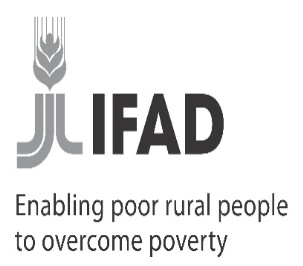 IFAD
Enabling poor rural people
to overcome poverty